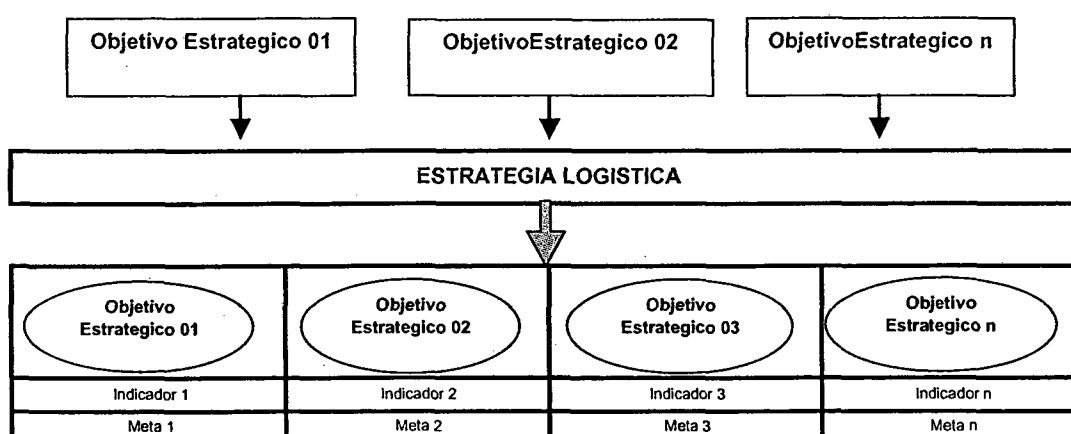 Objetivo Estrategico 01
ObjetivoEstrategico 02
ObjetivoEstrategico n
ESTRATEGIA LOGISTICA
Objetivo
Estrategico 01
Objetivo
Estrategico 02
Objetivo
Estrategico 03
Objetivo
Estrategico n
Indicador 1
Indicador 2
Indicador 3
Indicador n
Meta 1
Meta 2
Meta 3
Meta n